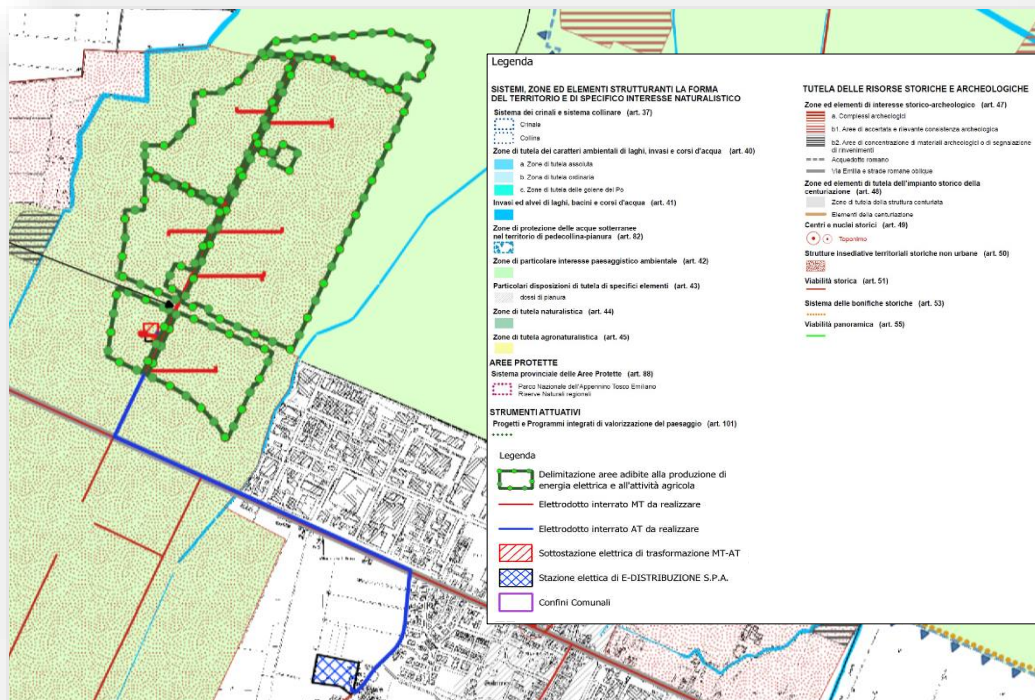 Legenda
SISTEMI, ZONE ED ELEMENTI STRUTTURANTI LA FORMA
DEL TERRITORIO E DI SPECIFICO INTERESSE NATURALISTICO
Sistema dei crinali e sistema collinare (art. 37)
Crinale
Collina
Zone di tutela dei caratteri ambientali di laghi, invasi e corsi d'acqua (art. 40)
a. Zone di tutela assoluta
b. Zone di tutela ordinaria
c. Zone di tutela delle golene del Po
Invasi ed alvei di laghi, bacini e corsi d'acqua (art. 41)
Zone di protezione delle acque sotterranee
nel territorio di pedecollina-pianura (art. 82)
Zone di particolare interesse paesaggistico ambientale (art. 42)
Particolari disposizioni di tutela di specifici elementi (art. 43)
dossi di pianura
Zone di tutela naturalistica (art. 44)
Zone di tutela agronaturalistica (art. 45)
AREE PROTETTE
Sistema provinciale delle Aree Protette (art. 88)
Parco Nazionale dell'Appennino Tosco Emiliano
Riserve Naturali regionali
STRUMENTI ATTUATIVI
Progetti e Programmi integrati di valorizzazione del paesaggio (art. 101)
TUTELA DELLE RISORSE STORICHE E ARCHEOLOGICHE
Zone ed elementi di interesse storico-archeologico (art. 47)
a. Complessi archeologici
b1. Aree di accertata e rilevante consistenza archeologica
b2. Aree di concentrazione di materiali archeologici o di segnalazione
di rinvenimenti
Acquedotto romano
Via Emilia e strade romane oblique
Zone ed elementi di tutela dell'impianto storico della
centuriazione (art. 48)
Zone di tutela della struttura centuriata
Elementi della centuriazione
Centri e nuclei storici (art. 49)
Toponimo
Strutture insediative territoriali storiche non urbane (art. 50)
Viabilità storica (art. 51)
Sistema delle bonifiche storiche (art. 53)
Viabilità panoramica (art. 55)
Legenda
Delimitazione aree adibite alla produzione di
energia elettrica e all'attività agricola
Elettrodotto interrato MT da realizzare
Elettrodotto interrato AT da realizzare
Sottostazione elettrica di trasformazione MT-AT
Stazione elettica di E-DISTRIBUZIONE S.P.A.
Confini Comunali